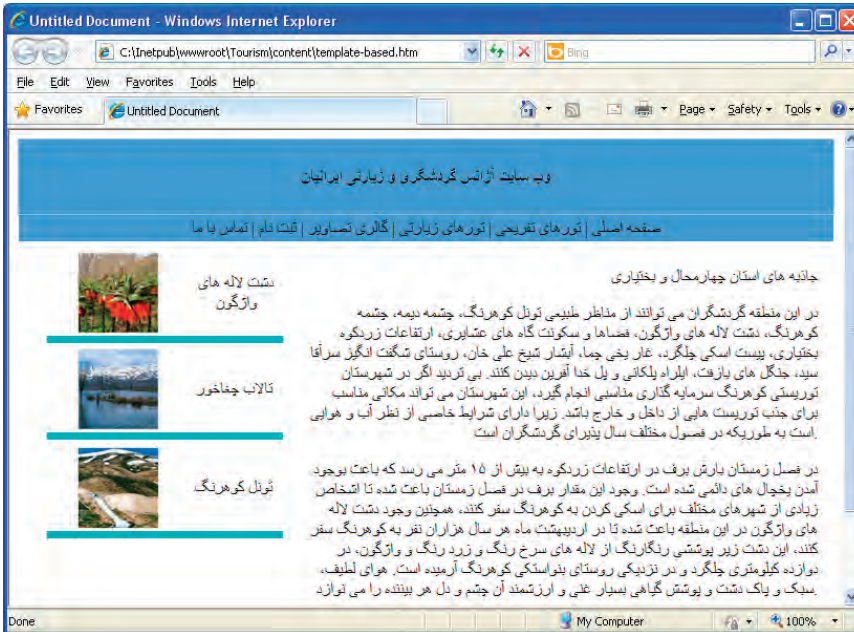 Untitled Document - Windows Internet Explorer
C:\Inetpub\wwwroot\Tourism\content\template-based.htm
Bing
File Edit View Favorites Tools Help
Favorites Untitled Document Page Safety Tools
وب سایت آژانس گردشگری و زیارتی ایرانیان
صفحه اصلی | تورهای تفریحی | تورهای زیارتی | گالری تصاویر | ثبت نام | تماس با ما
جاذبه های استان چهارمحال و بختیاری
در این منطقه گردشگران می توانند از مناظر طبیعی تونل کوهرنگ، چشمه دیمه، چشمه
کوهرنگ، دشت لاله های واژگون، فضاها و سکونت گاه های عشایری، ارتفاعات زردکوه
بختیاری، پیست اسکی چلگرد، غار یخی چما، آبشار شیخ علی خان، روستای شگفت انگیز سرآقا
سید، جنگل های بازفت، ایلراه پلکانی و پل خدا آفرین دیدن کنند. بی تردید اگر در شهرستان
توریستی کوهرنگ سرمایه گذاری مناسبی انجام گیرد، این شهرستان می تواند مکانی مناسب
برای جذب توریست هایی از داخل و خارج باشد. زیرا دارای شرایط خاصی از نظر آب و هوایی
.است به طوریکه در فصول مختلف سال پذیرای گردشگران است
در فصل زمستان بارش برف در ارتفاعات زردکوه به بیش از ۱۵ متر می رسد که باعث بوجود
آمدن یخچال های دائمی شده است. وجود این مقدار برف در فصل زمستان باعث شده تا اشخاص
زیادی از شهرهای مختلف برای اسکی کردن به کوهرنگ سفر کنند، همچنین وجود دشت لاله
های واژگون در این منطقه باعث شده تا در اردیبهشت ماه هر سال هزاران نفر به کوهرنگ سفر
کنند، این دشت زیر پوششی رنگارنگ از لاله های سرخ رنگ و زرد رنگ و واژگون، در
دوازده کیلومتری چلگرد و در نزدیکی روستای بنواستکی کوهرنگ آرمیده است. هوای لطیف،
.سبک و پاک دشت و پوشش گیاهی بسیار غنی و ارزشمند آن چشم و دل هر بیننده را می نوازد
دشت لاله های
واژگون
تالاب چغاخور
تونل کوهرنگ
Done My Computer 100%